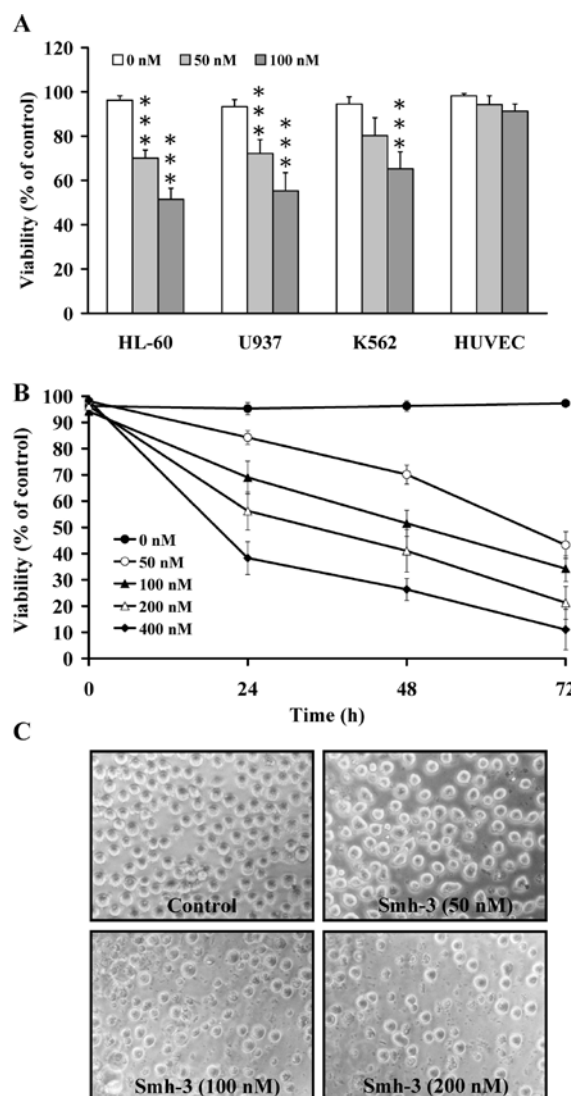 A
120
0 nM 50 nM 100 nM
100
80
60
40
20
0
Viability (% of control)
***
***
***
***
***
HL-60 U937 K562 HUVEC
B
100
90
80
70
60
50
40
30
20
10
0
Viability (% of control)
0 nM
50 nM
100 nM
200 nM
400 nM
0 24 48 72
Time (h)
C
Control
Smh-3 (50 nM)
Smh-3 (100 nM)
Smh-3 (200 nM)